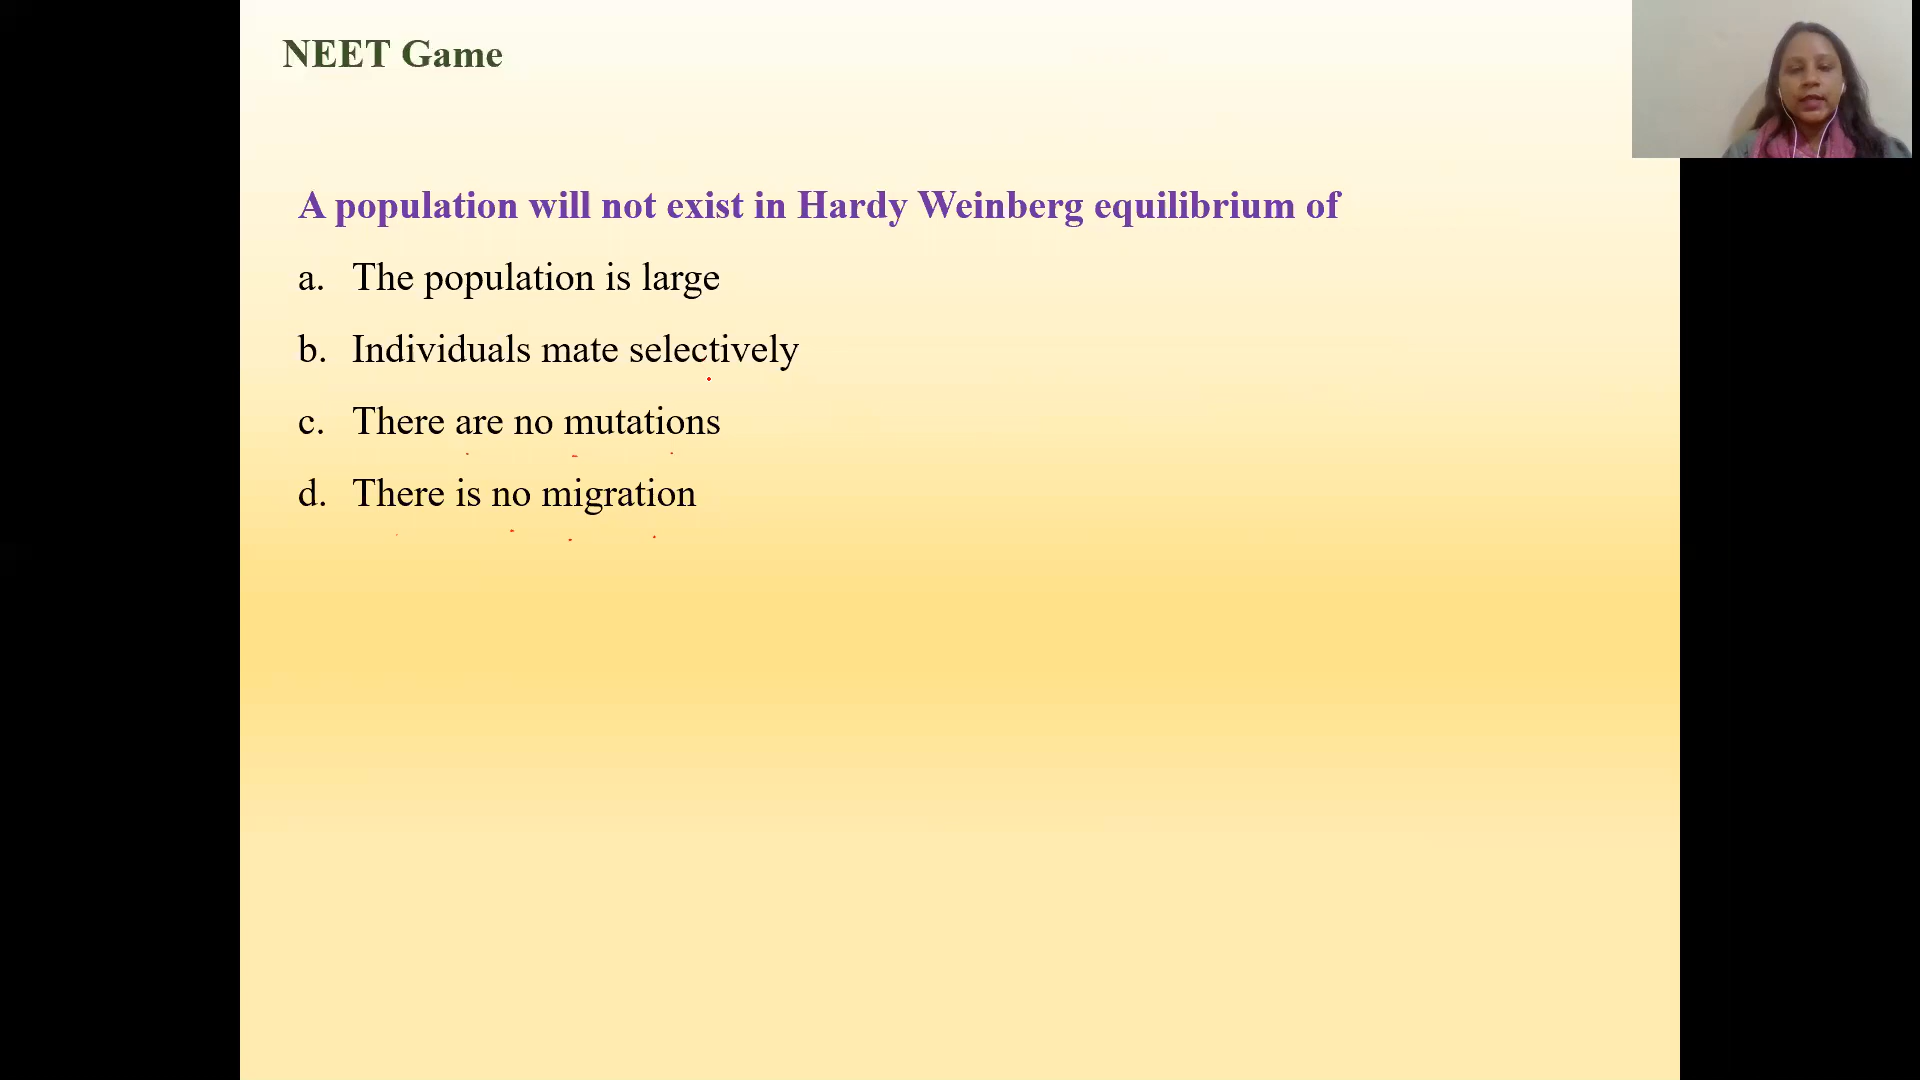 NEET Game
A population will not exist in Hardy Weinberg equilibrium of
a. The population is large
b. Individuals mate selectively
c. There are no mutations
d. There is no migration